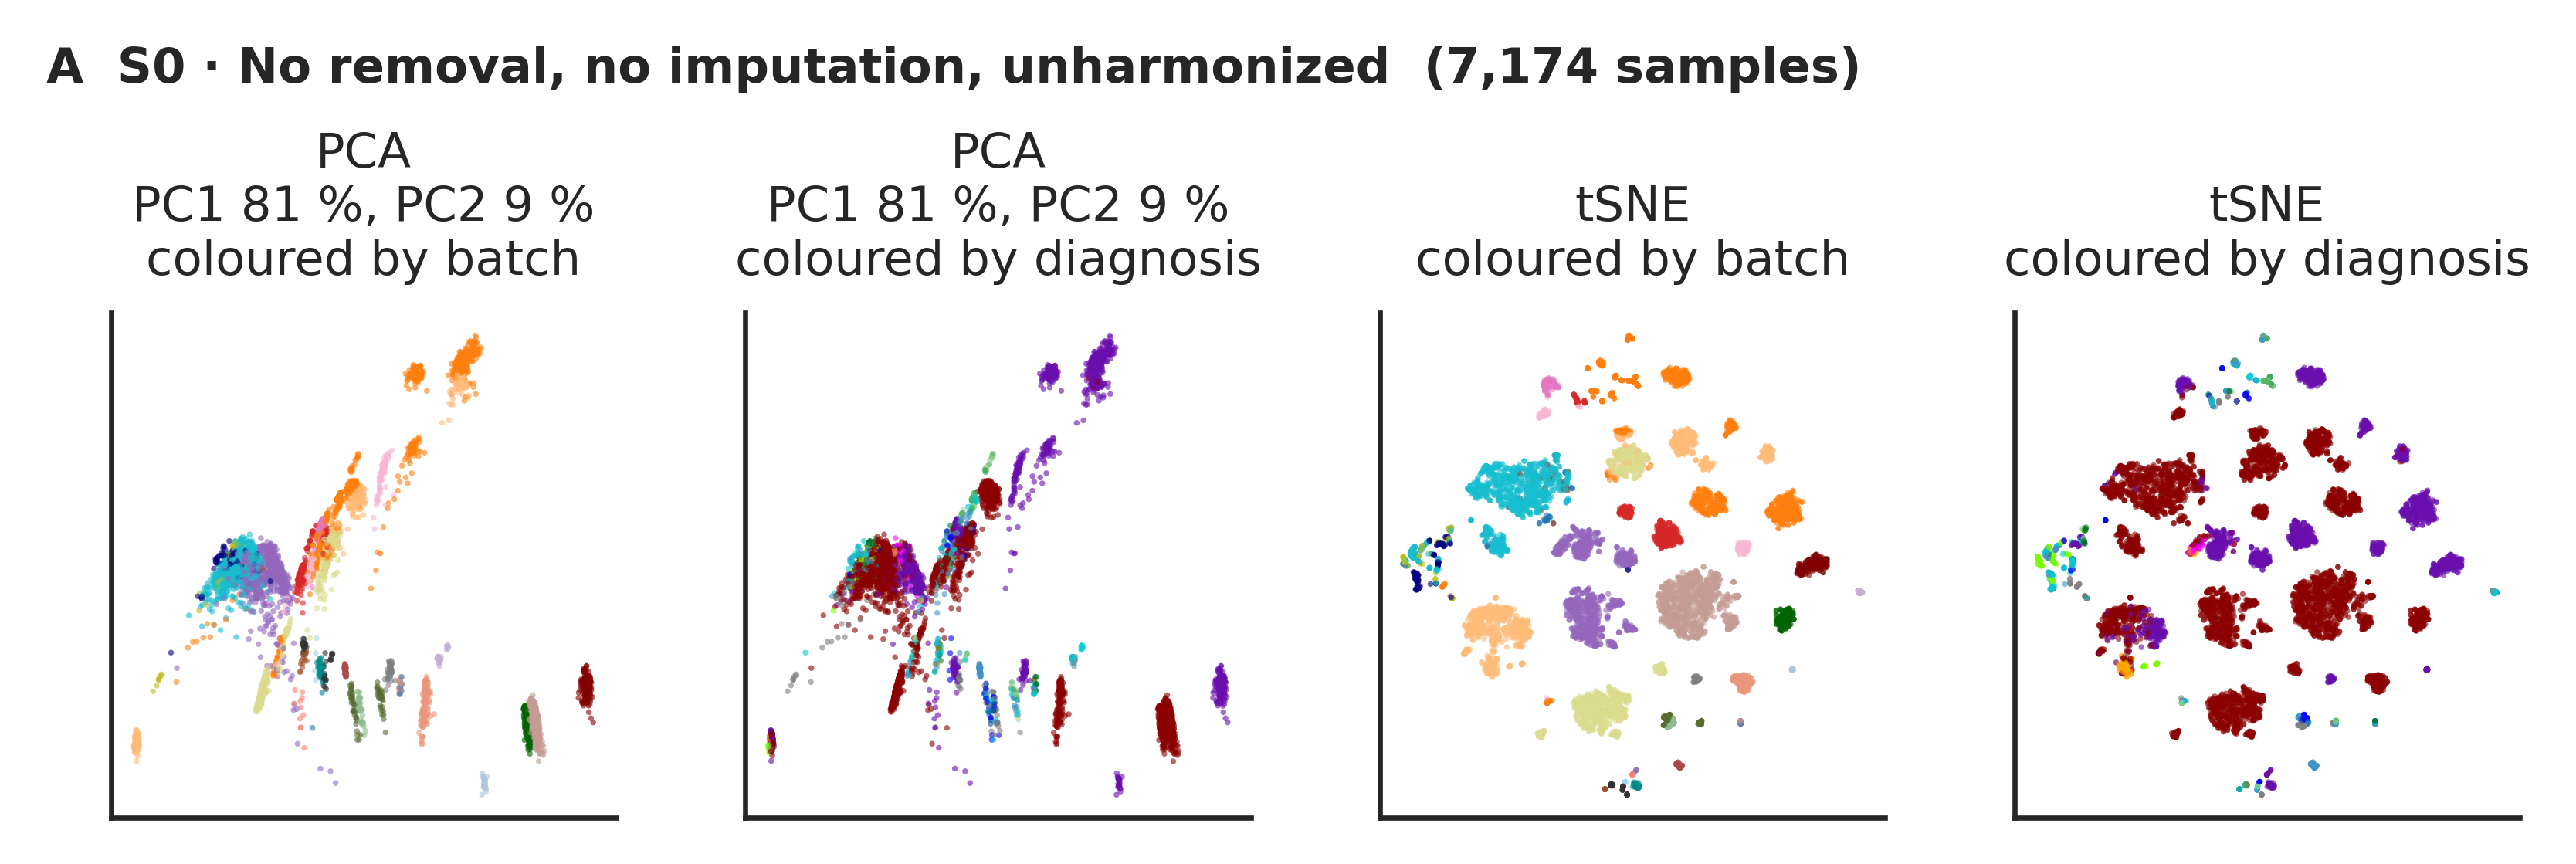 A S0 · No removal, no imputation, unharmonized (7,174 samples)
PCA
PC1 81 %, PC2 9 %
coloured by batch
PCA
PC1 81 %, PC2 9 %
coloured by diagnosis
tSNE
coloured by batch
tSNE
coloured by diagnosis